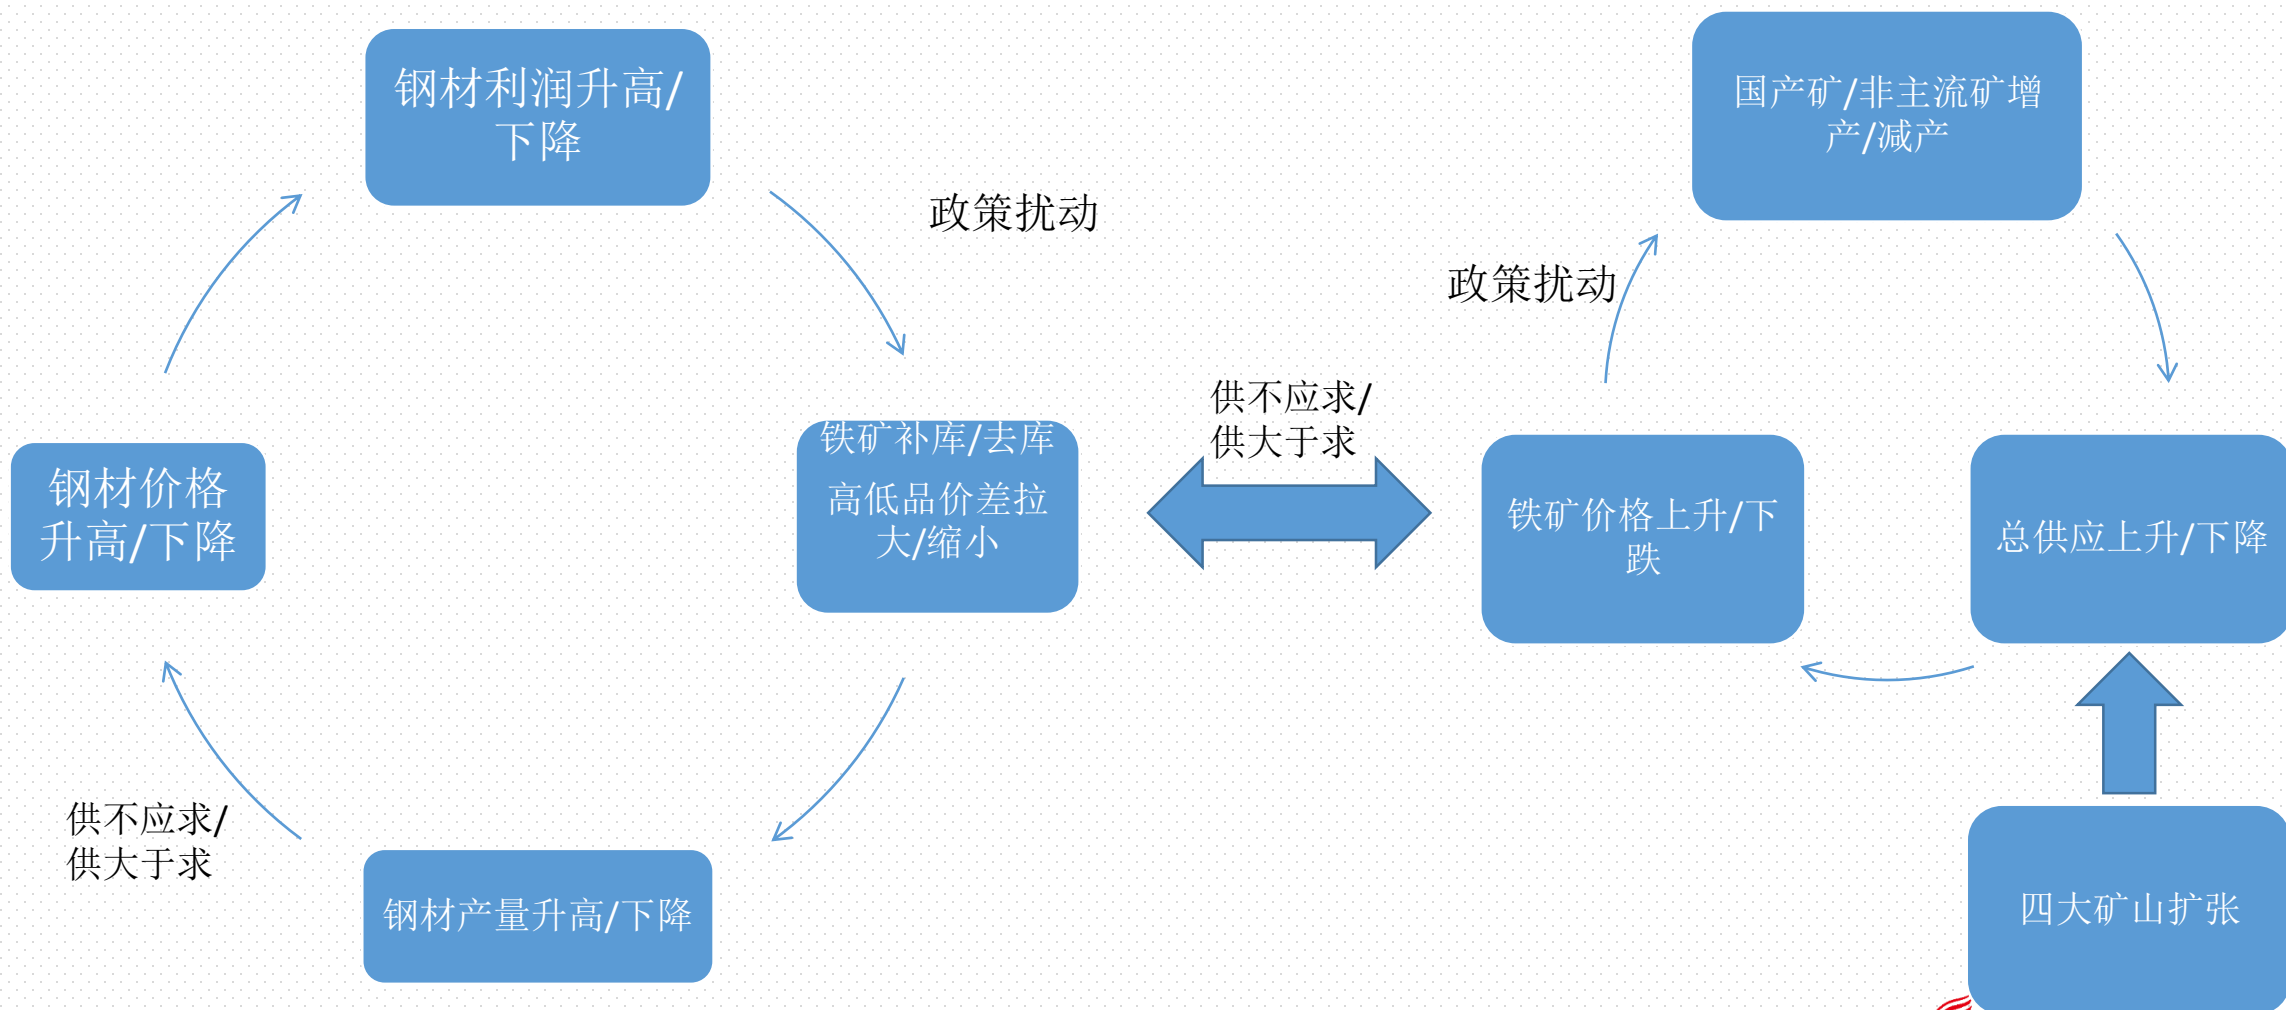 钢材利润升高/
下降
国产矿/非主流矿增
产/减产
政策扰动
政策扰动
供不应求/
供大于求
钢材价格
升高/下降
铁矿补库/去库
高低品价差拉
大/缩小
铁矿价格上升/下
跌
总供应上升/下降
供不应求/
供大于求
钢材产量升高/下降
四大矿山扩张